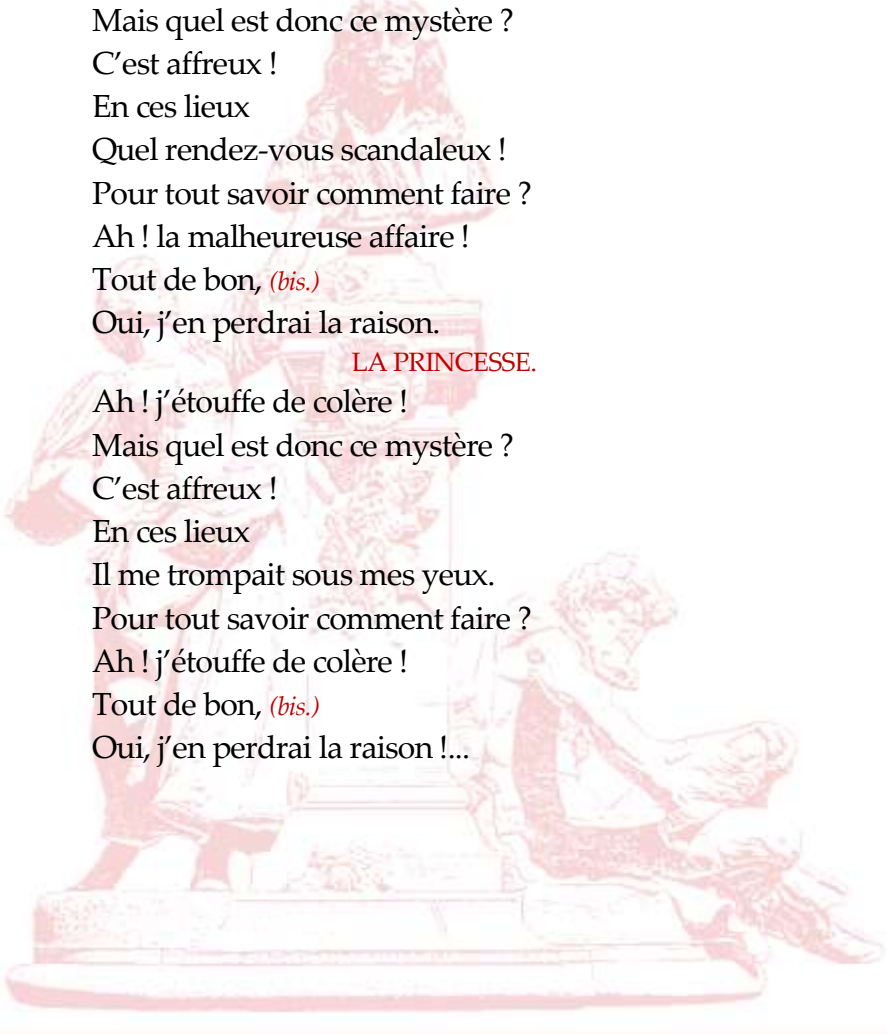 Mais quel est donc ce mystère ?
C’est affreux !
En ces lieux
Quel rendez-vous scandaleux !
Pour tout savoir comment faire ?
Ah ! la malheureuse affaire !
Tout de bon, (bis.)
Oui, j’en perdrai la raison.
LA PRINCESSE.
Ah ! j’étouffe de colère !
Mais quel est donc ce mystère ?
C’est affreux !
En ces lieux
Il me trompait sous mes yeux.
Pour tout savoir comment faire ?
Ah ! j’étouffe de colère !
Tout de bon, (bis.)
Oui, j’en perdrai la raison !...